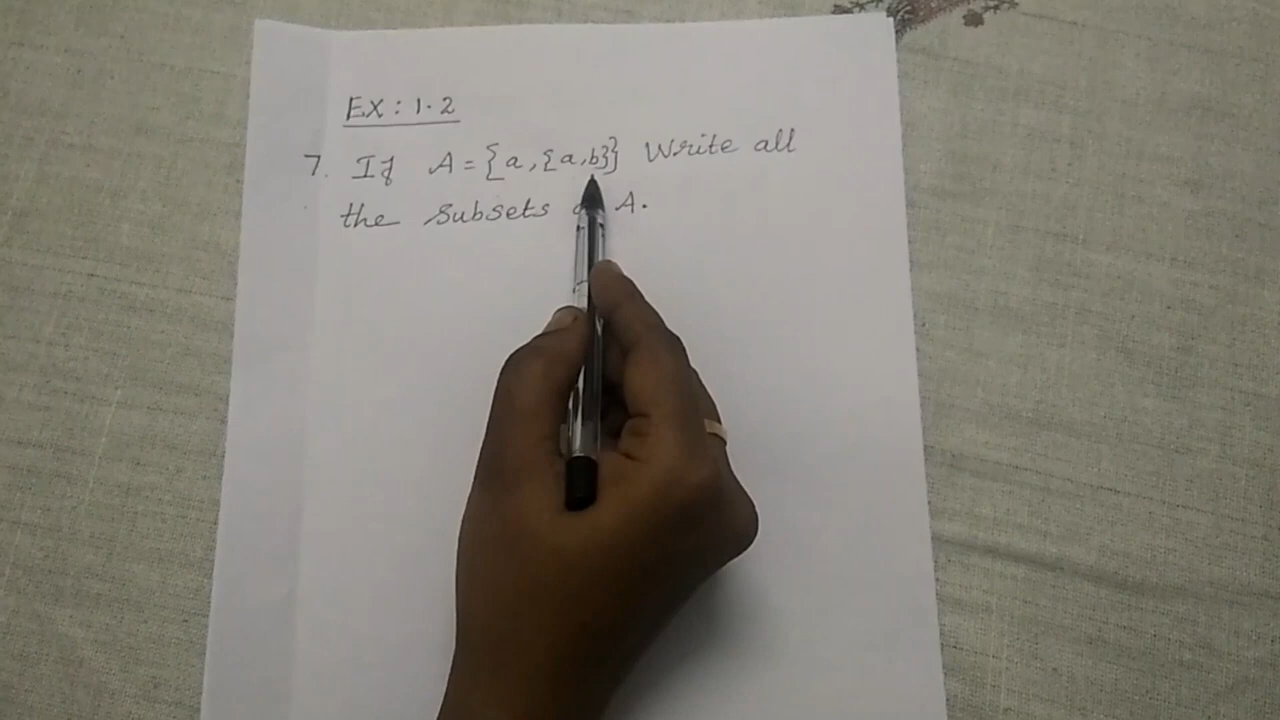 EX: 1.2
7. If A = {a, {a,b}} Write all
the Subsets A.